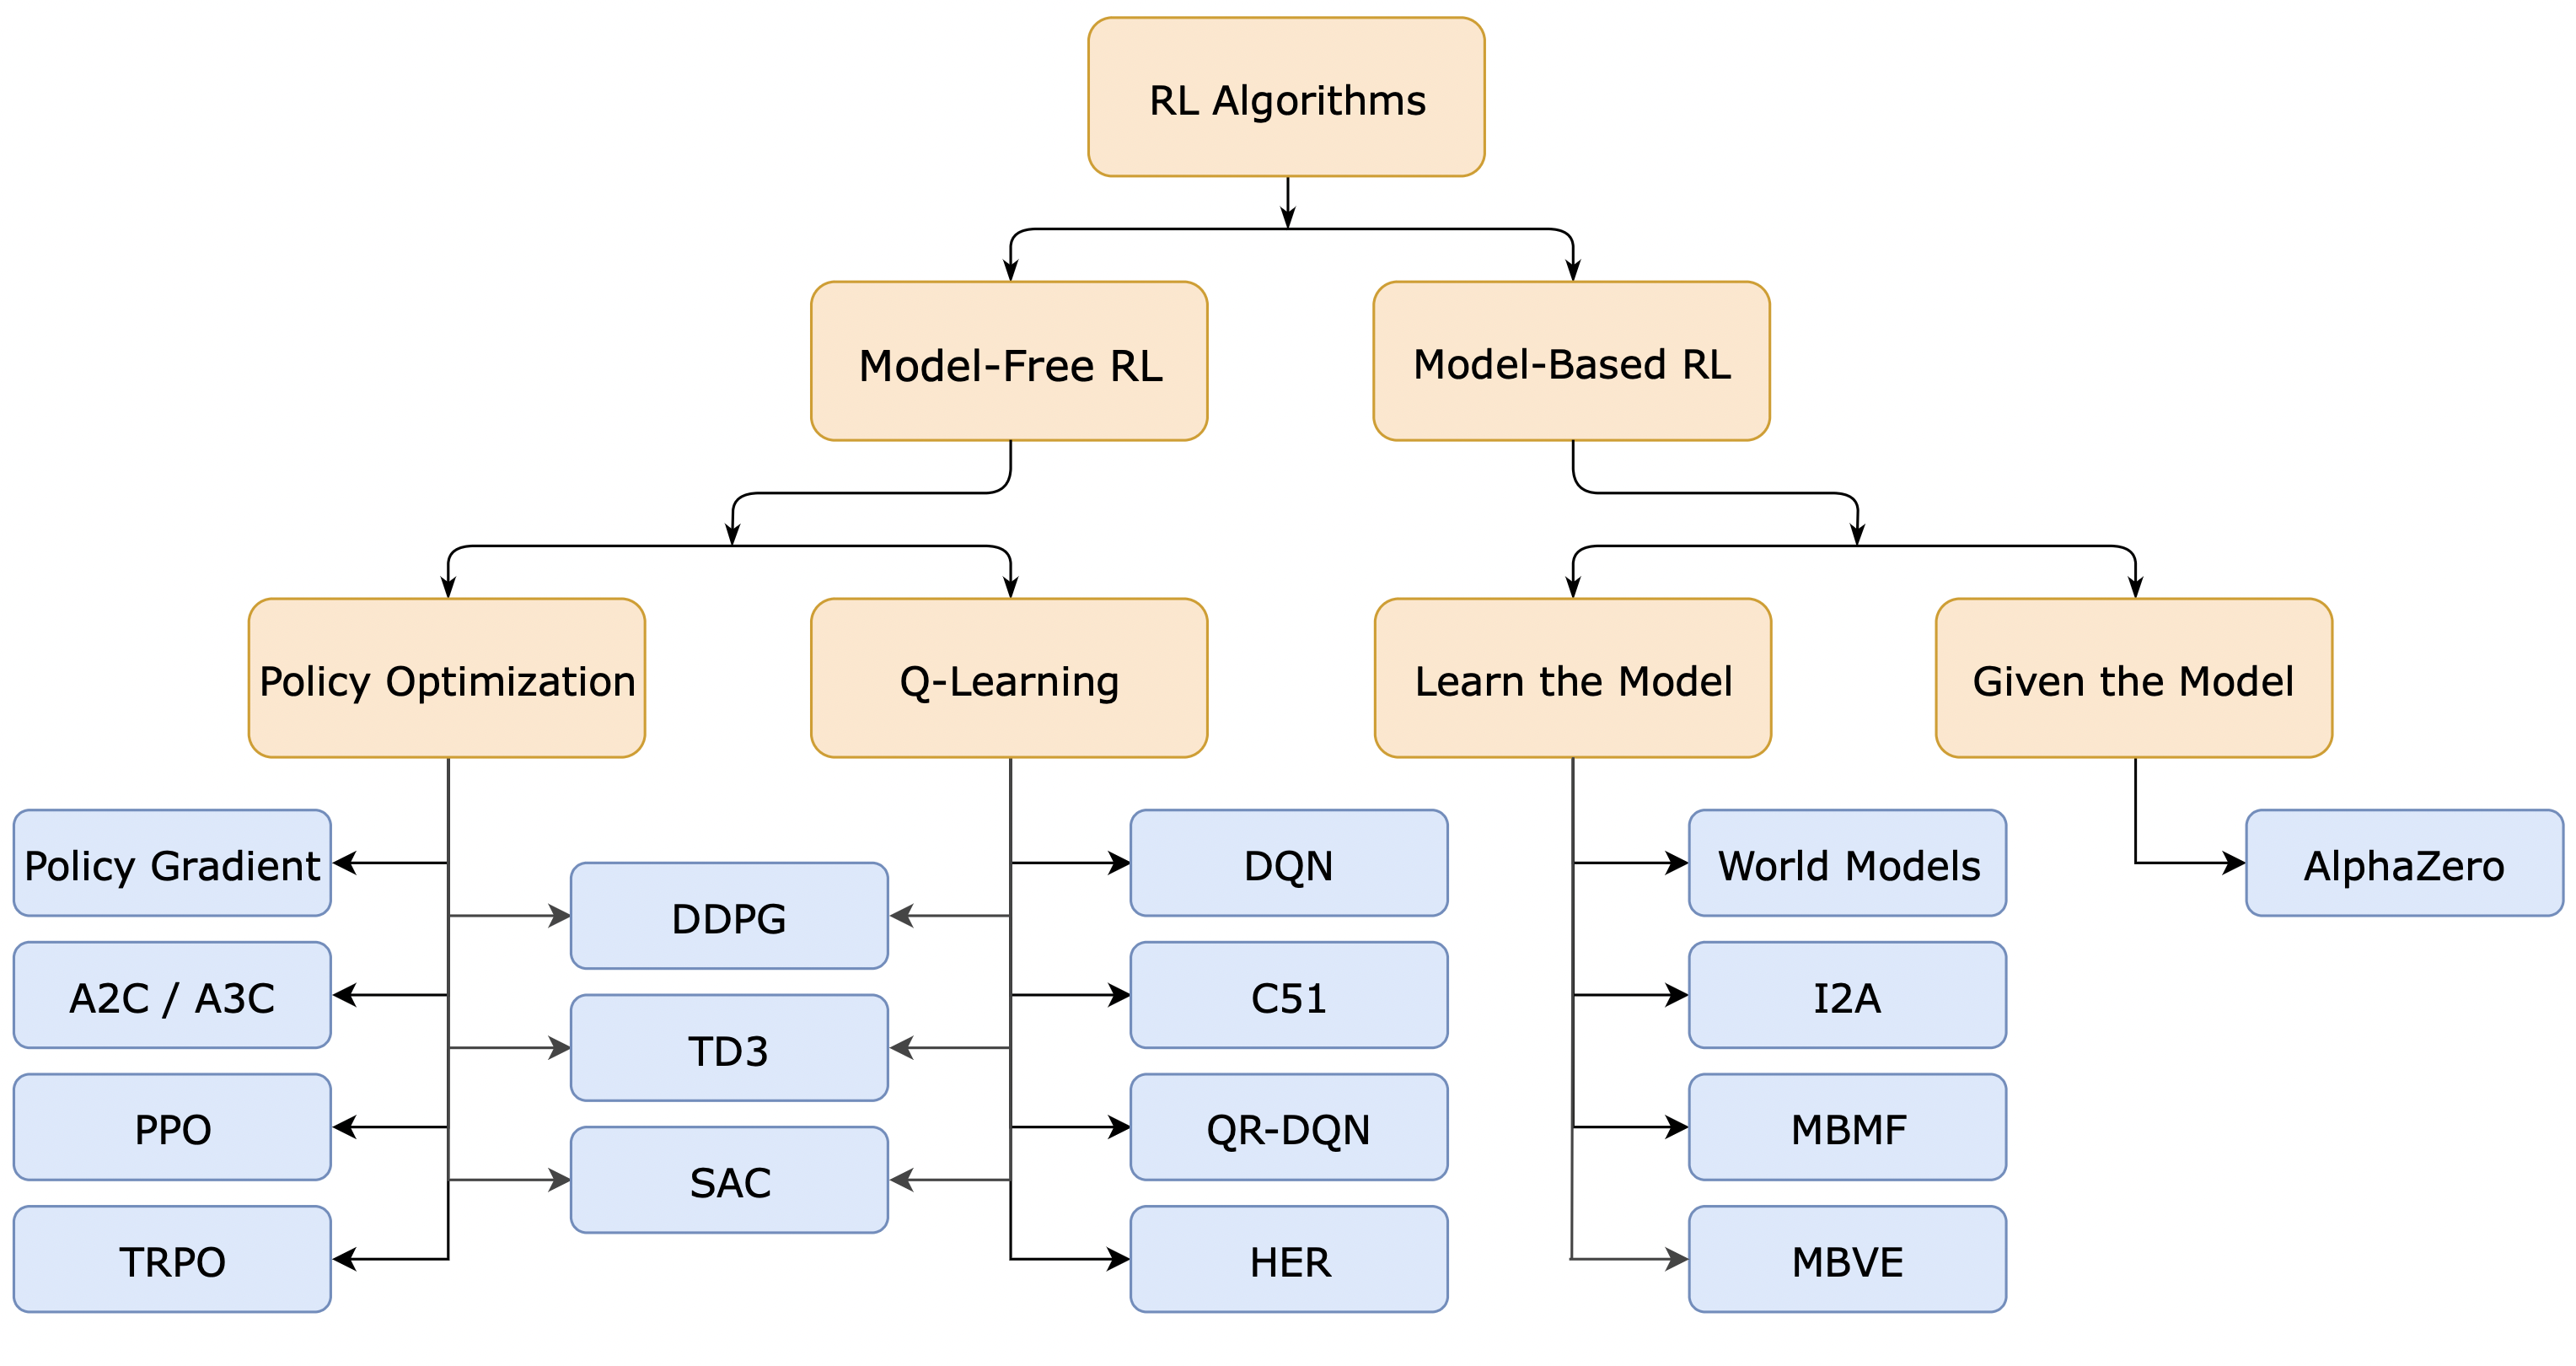 RL Algorithms
Model-Free RL
Model-Based RL
Policy Optimization
Q-Learning
Learn the Model
Given the Model
Policy Gradient
A2C / A3C
PPO
TRPO
DDPG
TD3
SAC
DQN
C51
QR-DQN
HER
World Models
I2A
MBMF
MBVE
AlphaZero